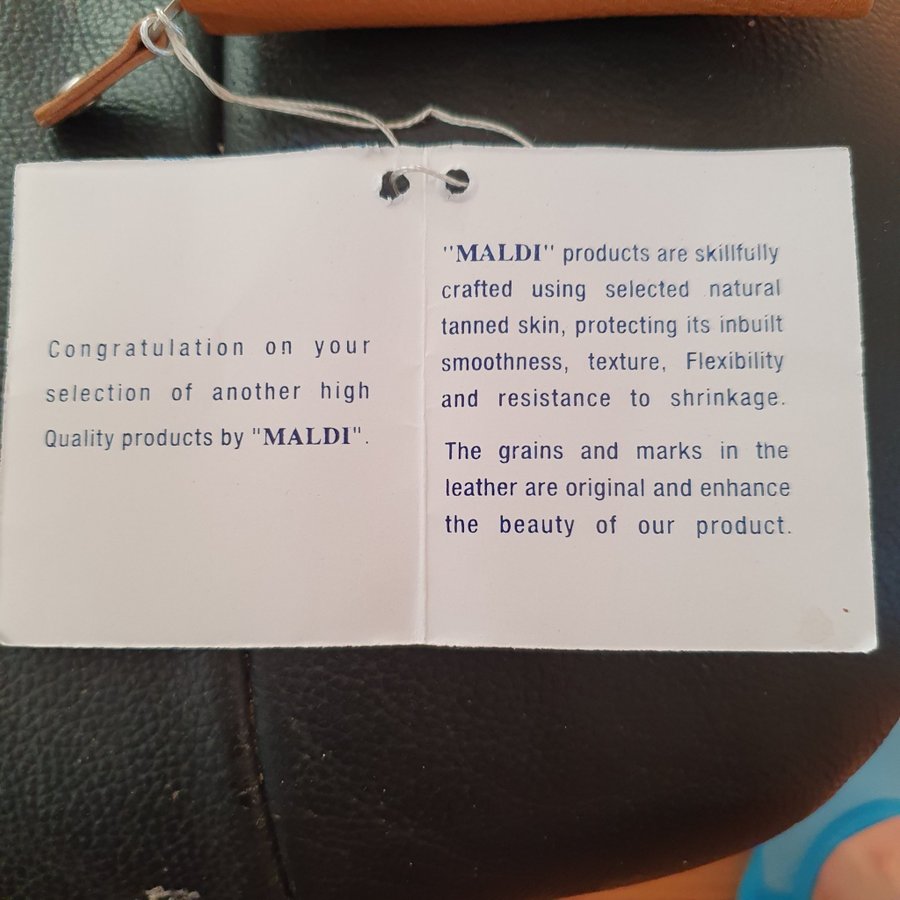 Congratulation on your
selection of another high
Quality products by "MALDI".
"MALDI" products are skillfully
crafted using selected natural
tanned skin, protecting its inbuilt
smoothness, texture, Flexibility
and resistance to shrinkage.
The grains and marks in the
leather are original and enhance
the beauty of our product.